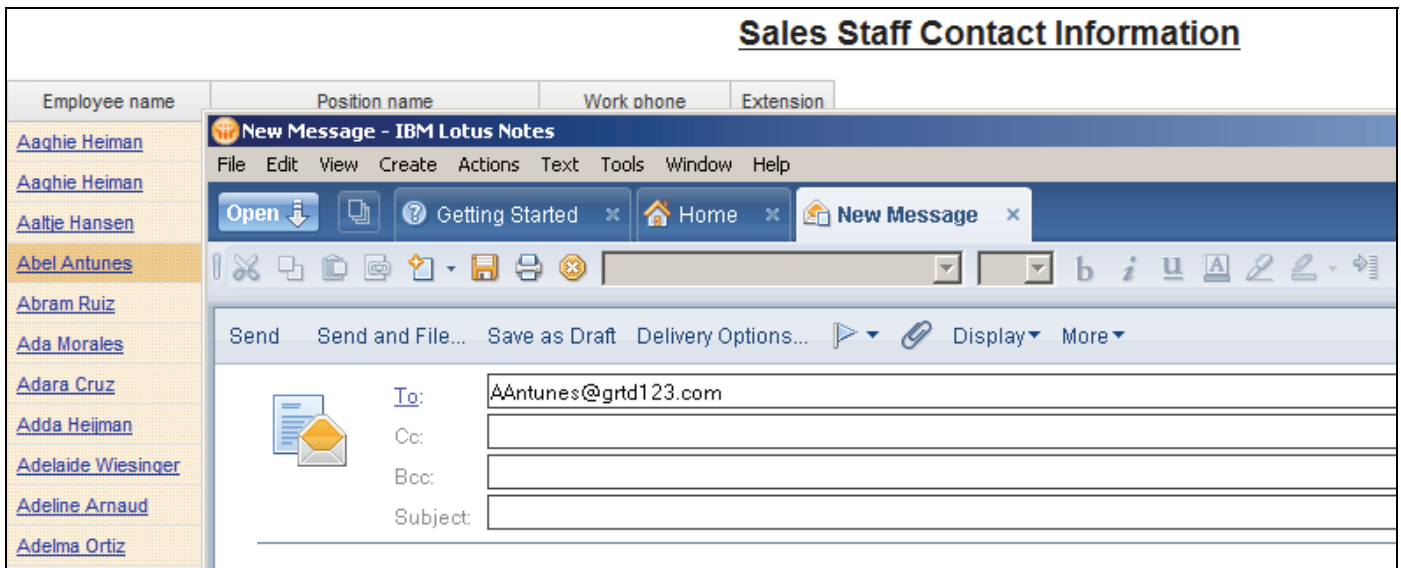 Sales Staff Contact Information
Employee name Position name Work phone Extension
Aaghie Heiman
Aaghie Heiman
Aaltje Hansen
Abel Antunes
Abram Ruiz
Ada Morales
Adara Cruz
Adda Heijman
Adelaide Wiesinger
Adeline Arnaud
Adelma Ortiz
New Message - IBM Lotus Notes
File Edit View Create Actions Text Tools Window Help
Open Getting Started Home New Message
b i u A
Send Send and File... Save as Draft Delivery Options... Display More
To: AAntunes@grtd123.com
Cc:
Bcc:
Subject: